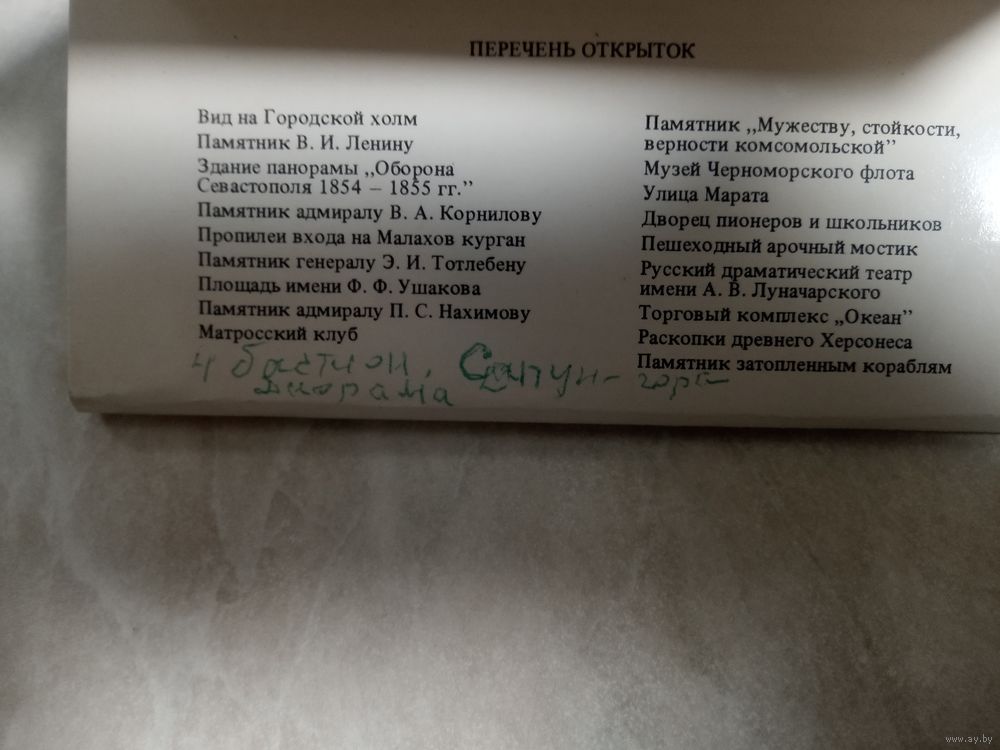 ПЕРЕЧЕНЬ ОТКРЫТОК
Вид на Городской холм
Памятник В. И. Ленину
Здание панорамы „Оборона
Севастополя 1854 – 1855 гг.”
Памятник адмиралу В. А. Корнилову
Пропилеи входа на Малахов курган
Памятник генералу Э. И. Тотлебену
Площадь имени Ф. Ф. Ушакова
Памятник адмиралу П. С. Нахимову
Матросский клуб
4 бастион, Сапун-гора
диорама
Памятник „Мужеству, стойкости,
верности комсомольской”
Музей Черноморского флота
Улица Марата
Дворец пионеров и школьников
Пешеходный арочный мостик
Русский драматический театр
имени А. В. Луначарского
Торговый комплекс „Океан”
Раскопки древнего Херсонеса
Памятник затопленным кораблям
www.ay.by